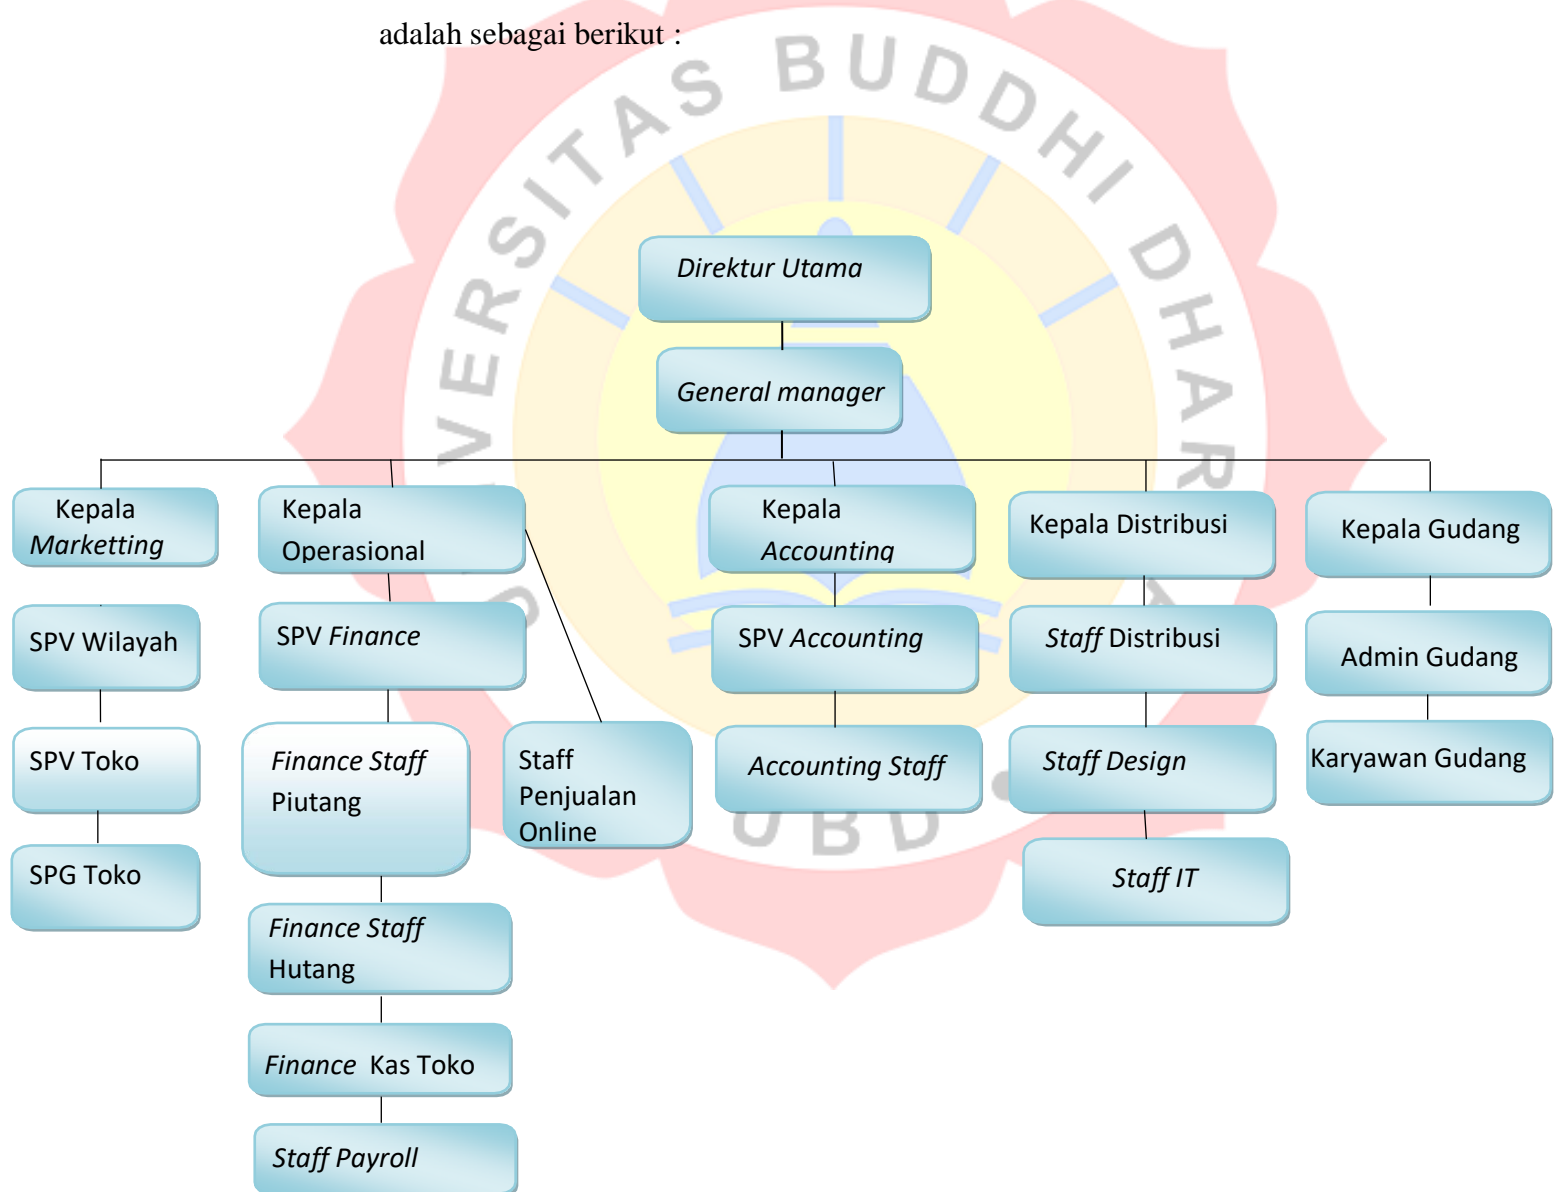 adalah sebagai berikut :
UNIVERSITAS BUDDHI DHARMA
UBD
Direktur Utama
General manager
Kepala
Marketting
Kepala
Operasional
Kepala
Accounting
Kepala Distribusi
Kepala Gudang
SPV Wilayah
SPV Finance
SPV Accounting
Staff Distribusi
Admin Gudang
SPV Toko
Finance Staff
Piutang
Staff
Penjualan
Online
Accounting Staff
Staff Design
Karyawan Gudang
SPG Toko
Staff IT
Finance Staff
Hutang
Finance Kas Toko
Staff Payroll